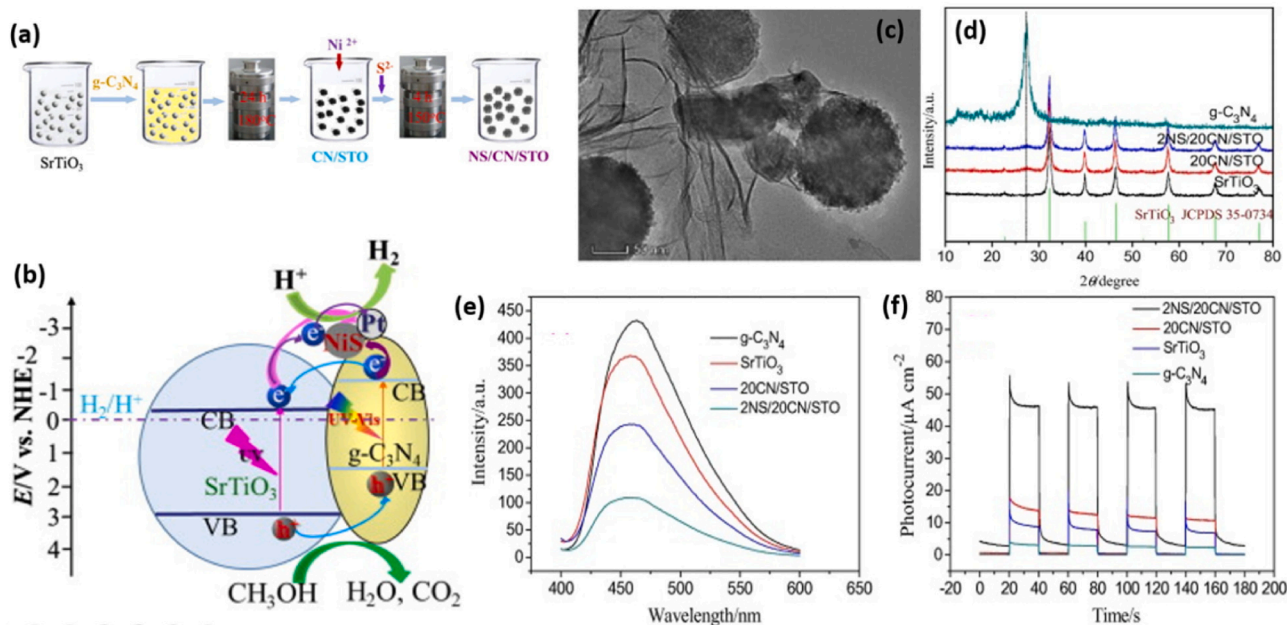 (a)
g-C₃N₄
Ni ²⁺
S²⁻
24 h
180°C
4 h
150°C
SrTiO₃
CN/STO
NS/CN/STO
(b)
H⁺
H₂
E/V vs. NHE
-3
-2
-1
0
1
2
3
4
H₂/H⁺
e⁻
Pt
NiS
e⁻
e⁻
CB
CB
UV-Vis
UV
g-C₃N₄
SrTiO₃
VB
h⁺
VB
h⁺
CH₃OH
H₂O, CO₂
(c)
(d)
Intensity/a.u.
g-C₃N₄
2NS/20CN/STO
20CN/STO
SrTiO₃
SrTiO₃ JCPDS 35-0734
10 20 30 40 50 60 70 80
2θ/degree
(e)
Intensity/a.u.
450
400
350
300
250
200
150
100
50
0
g-C₃N₄
SrTiO₃
20CN/STO
2NS/20CN/STO
400 450 500 550 600
Wavelength/nm
(f)
Photocurrent/μA cm⁻²
80
70
60
50
40
30
20
10
0
2NS/20CN/STO
20CN/STO
SrTiO₃
g-C₃N₄
0 20 40 60 80 100 120 140 160 180 200
Time/s